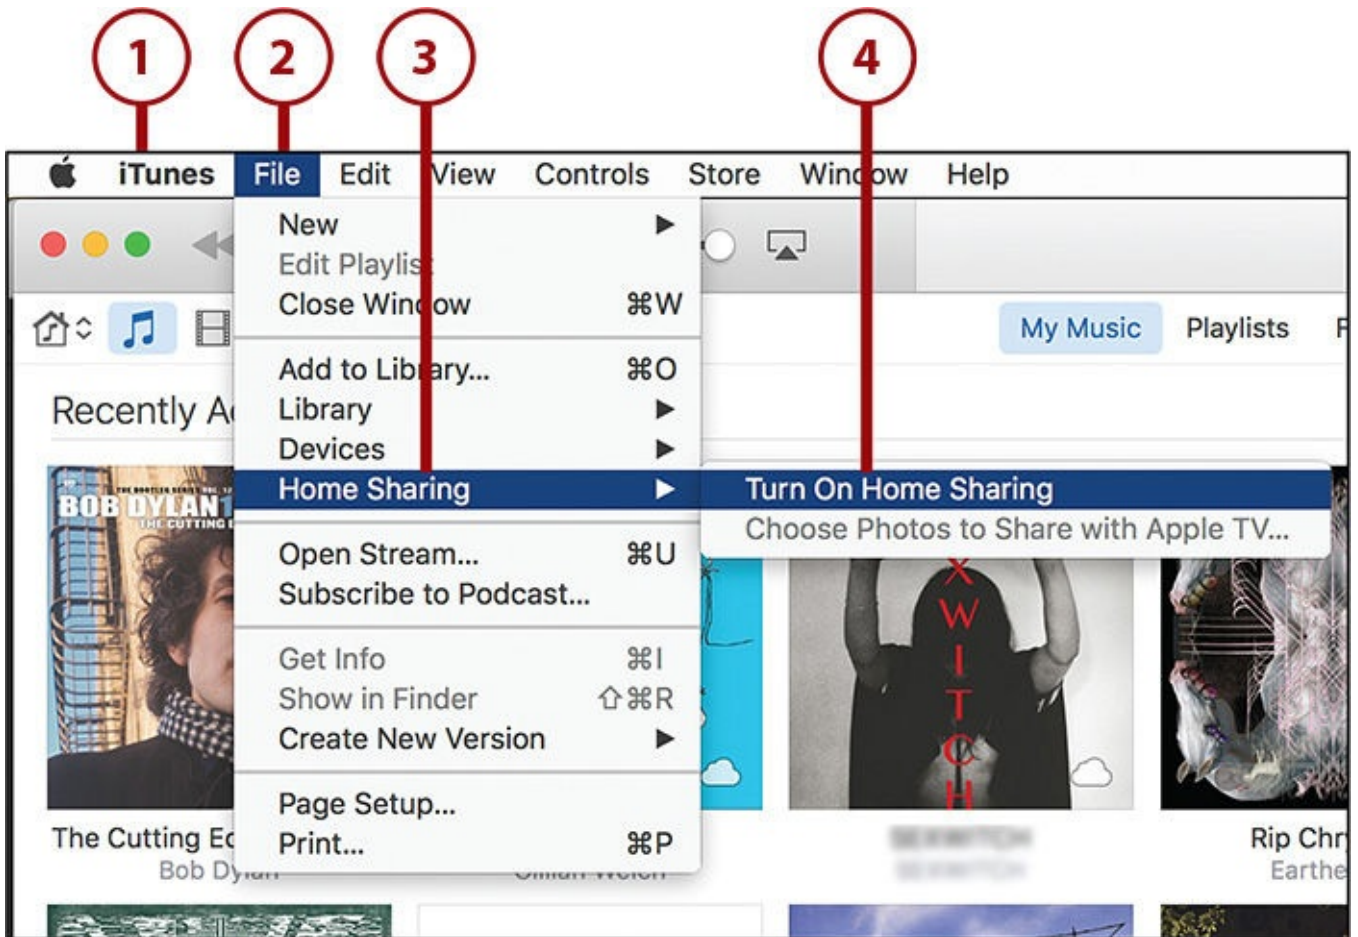 1 2 3 4
iTunes File Edit View Controls Store Window Help
New
Edit Playlist
Close Window ⌘W
My Music Playlists
Add to Library... ⌘O
Recently
Library
Devices
Home Sharing
Turn On Home Sharing
Choose Photos to Share with Apple TV...
BOB DYLAN
THE CUTTING
Open Stream... ⌘U
Subscribe to Podcast...
Get Info ⌘I
Show in Finder ⇧⌘R
Create New Version
XWITCH
Page Setup...
Print... ⌘P
The Cutting
Bob Dylan
Gillian Welch
Rip